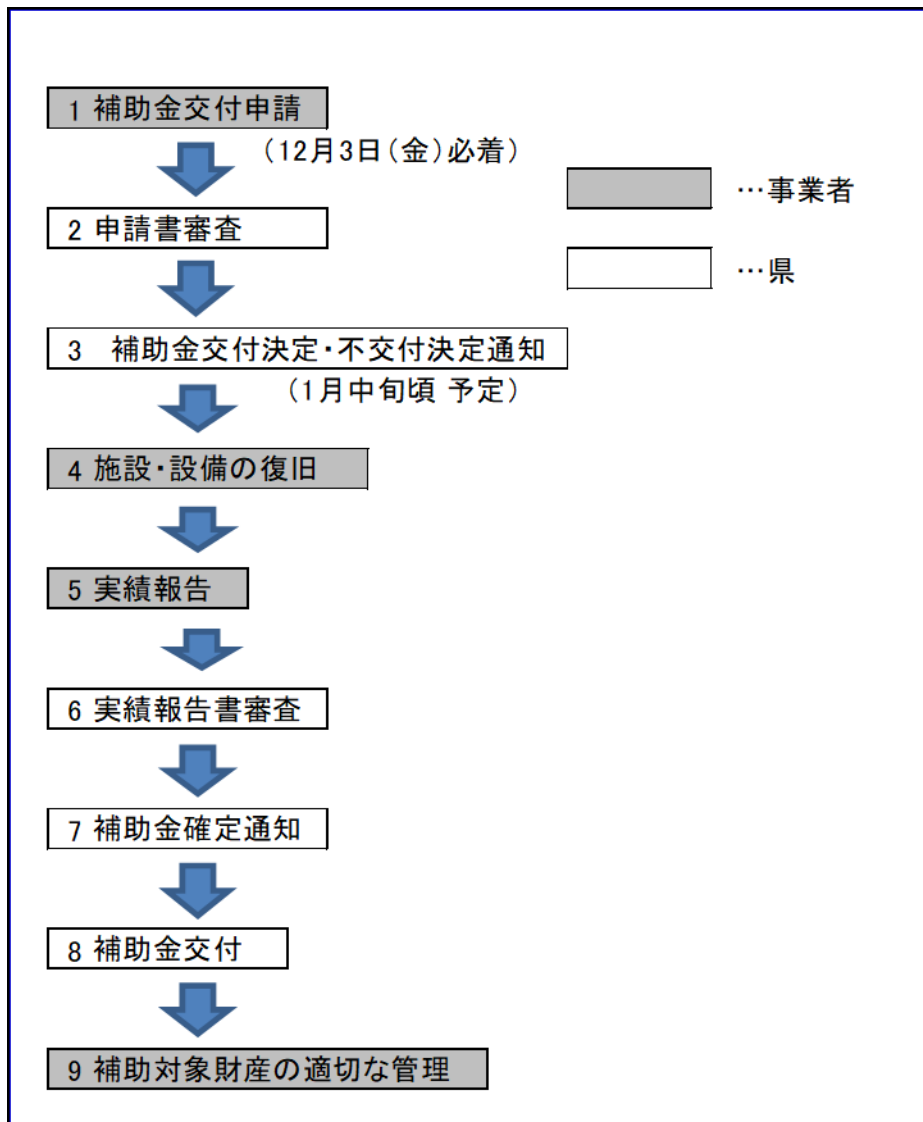 1 補助金交付申請
（12月3日（金）必着）
…事業者
2 申請書審査
…県
3　補助金交付決定・不交付決定通知
（1月中旬頃 予定）
4 施設・設備の復旧
5 実績報告
6 実績報告書審査
7 補助金確定通知
8 補助金交付
9 補助対象財産の適切な管理